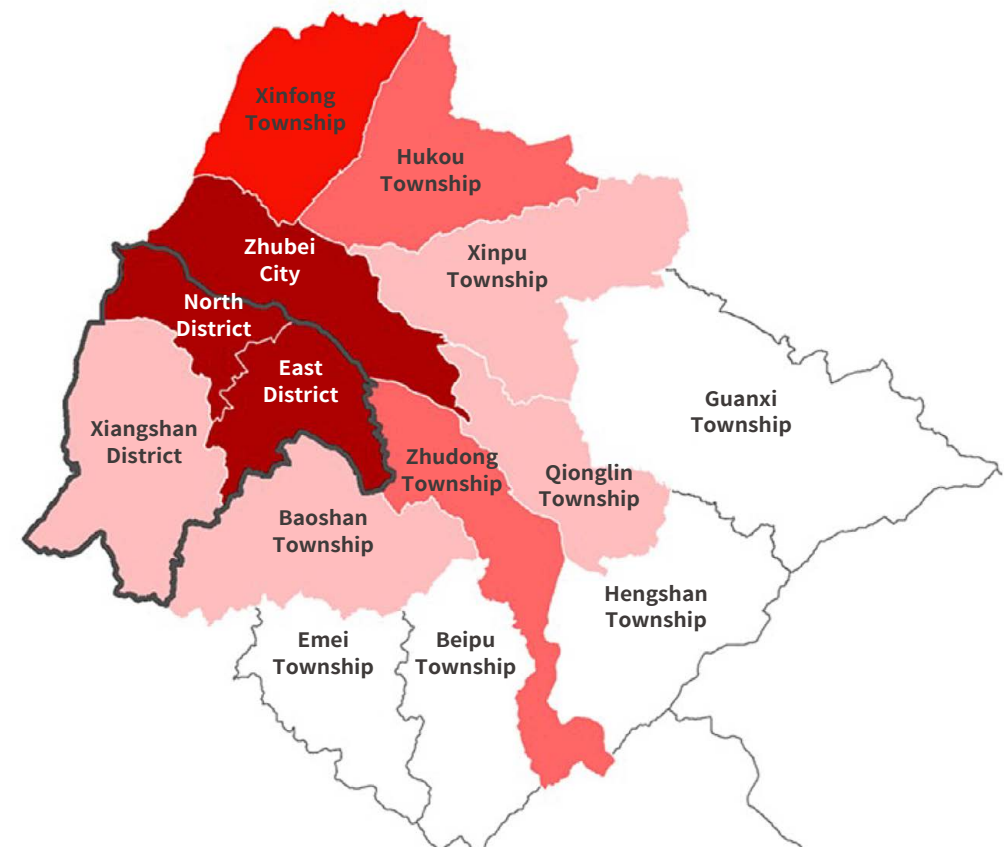 Xinfong
Township
Hukou
Township
Zhubei
City
Xinpu
Township
North
District
East
District
Guanxi
Township
Xiangshan
District
Zhudong
Township
Qionglin
Township
Baoshan
Township
Hengshan
Township
Emei
Township
Beipu
Township